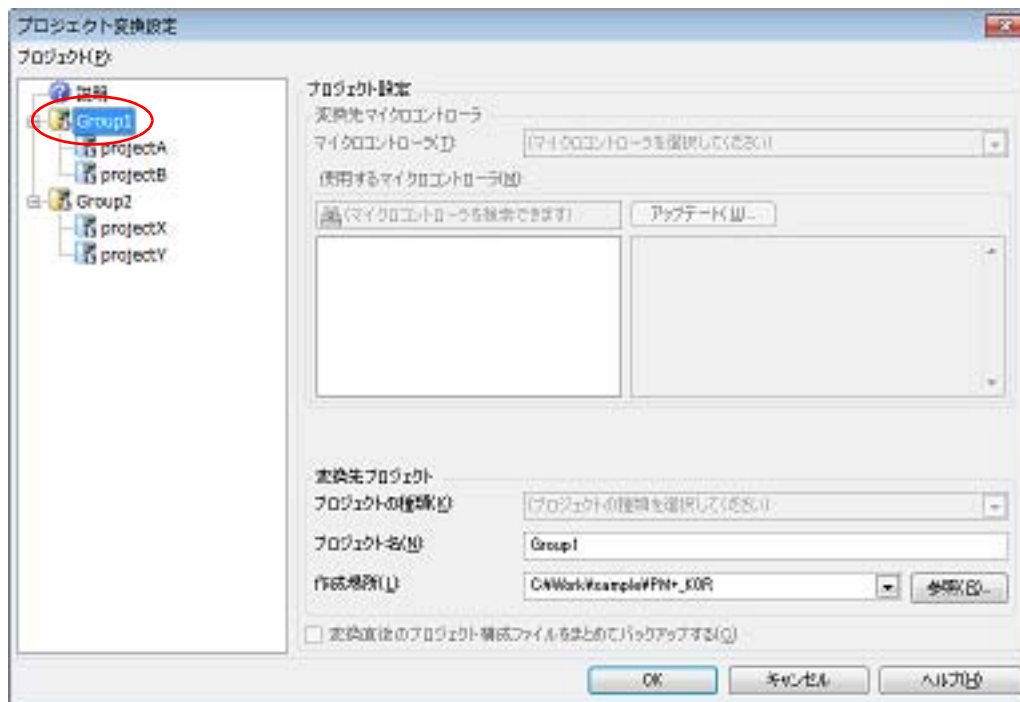 プロジェクト変換設定
プロジェクト(P):
説明
Group1
projectA
projectB
Group2
projectX
projectY
プロジェクト設定
変換先マイクロコントローラ
マイクロコントローラ(T):
(マイクロコントローラを選択してください)
使用するマイクロコントローラ(M):
(マイクロコントローラを検索できます)
アップデート(U)...
変換先プロジェクト
プロジェクトの種類(K):
(プロジェクトの種類を選択してください)
プロジェクト名(N):
Group1
作成場所(L):
C:¥Work¥sample¥PM+_K0R
参照(R)...
変換直後のプロジェクト構成ファイルをまとめてバックアップする(C)
OK
キャンセル
ヘルプ(H)